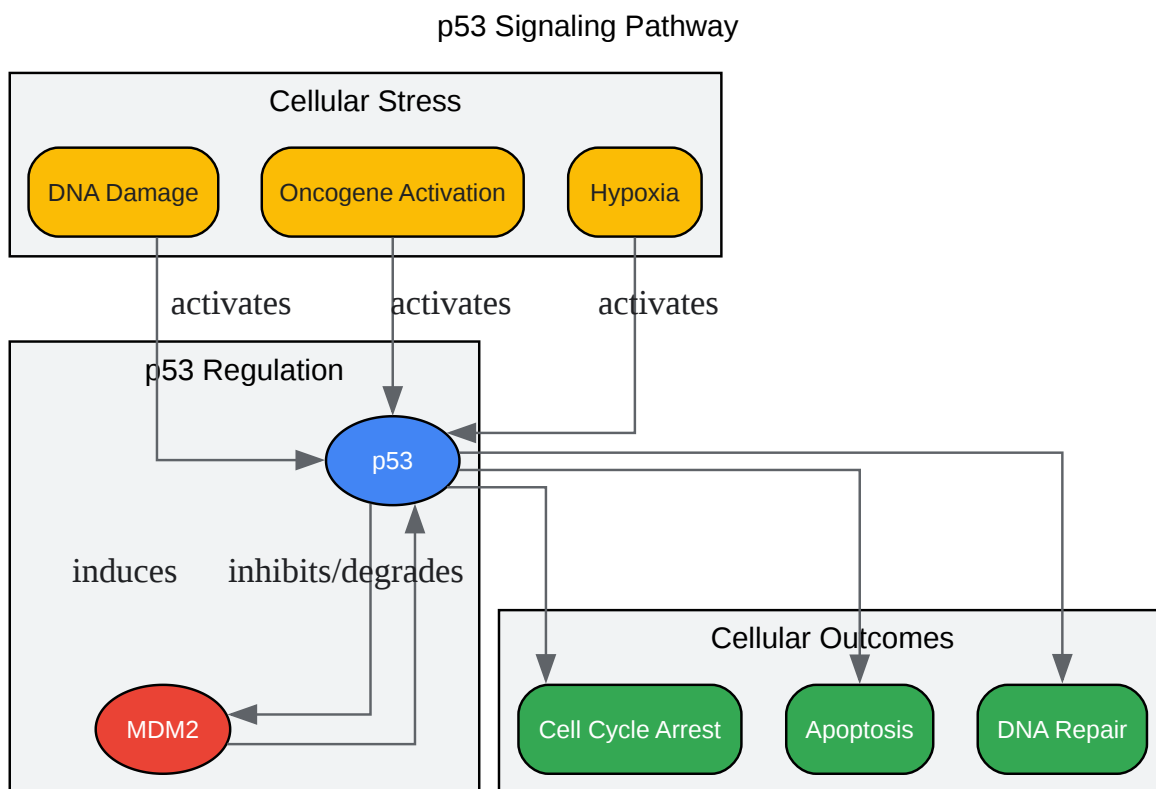 p53 Signaling Pathway
Cellular Stress
DNA Damage
Oncogene Activation
Hypoxia
activates
activates
activates
p53 Regulation
p53
induces
inhibits/degrades
MDM2
Cellular Outcomes
Cell Cycle Arrest
Apoptosis
DNA Repair